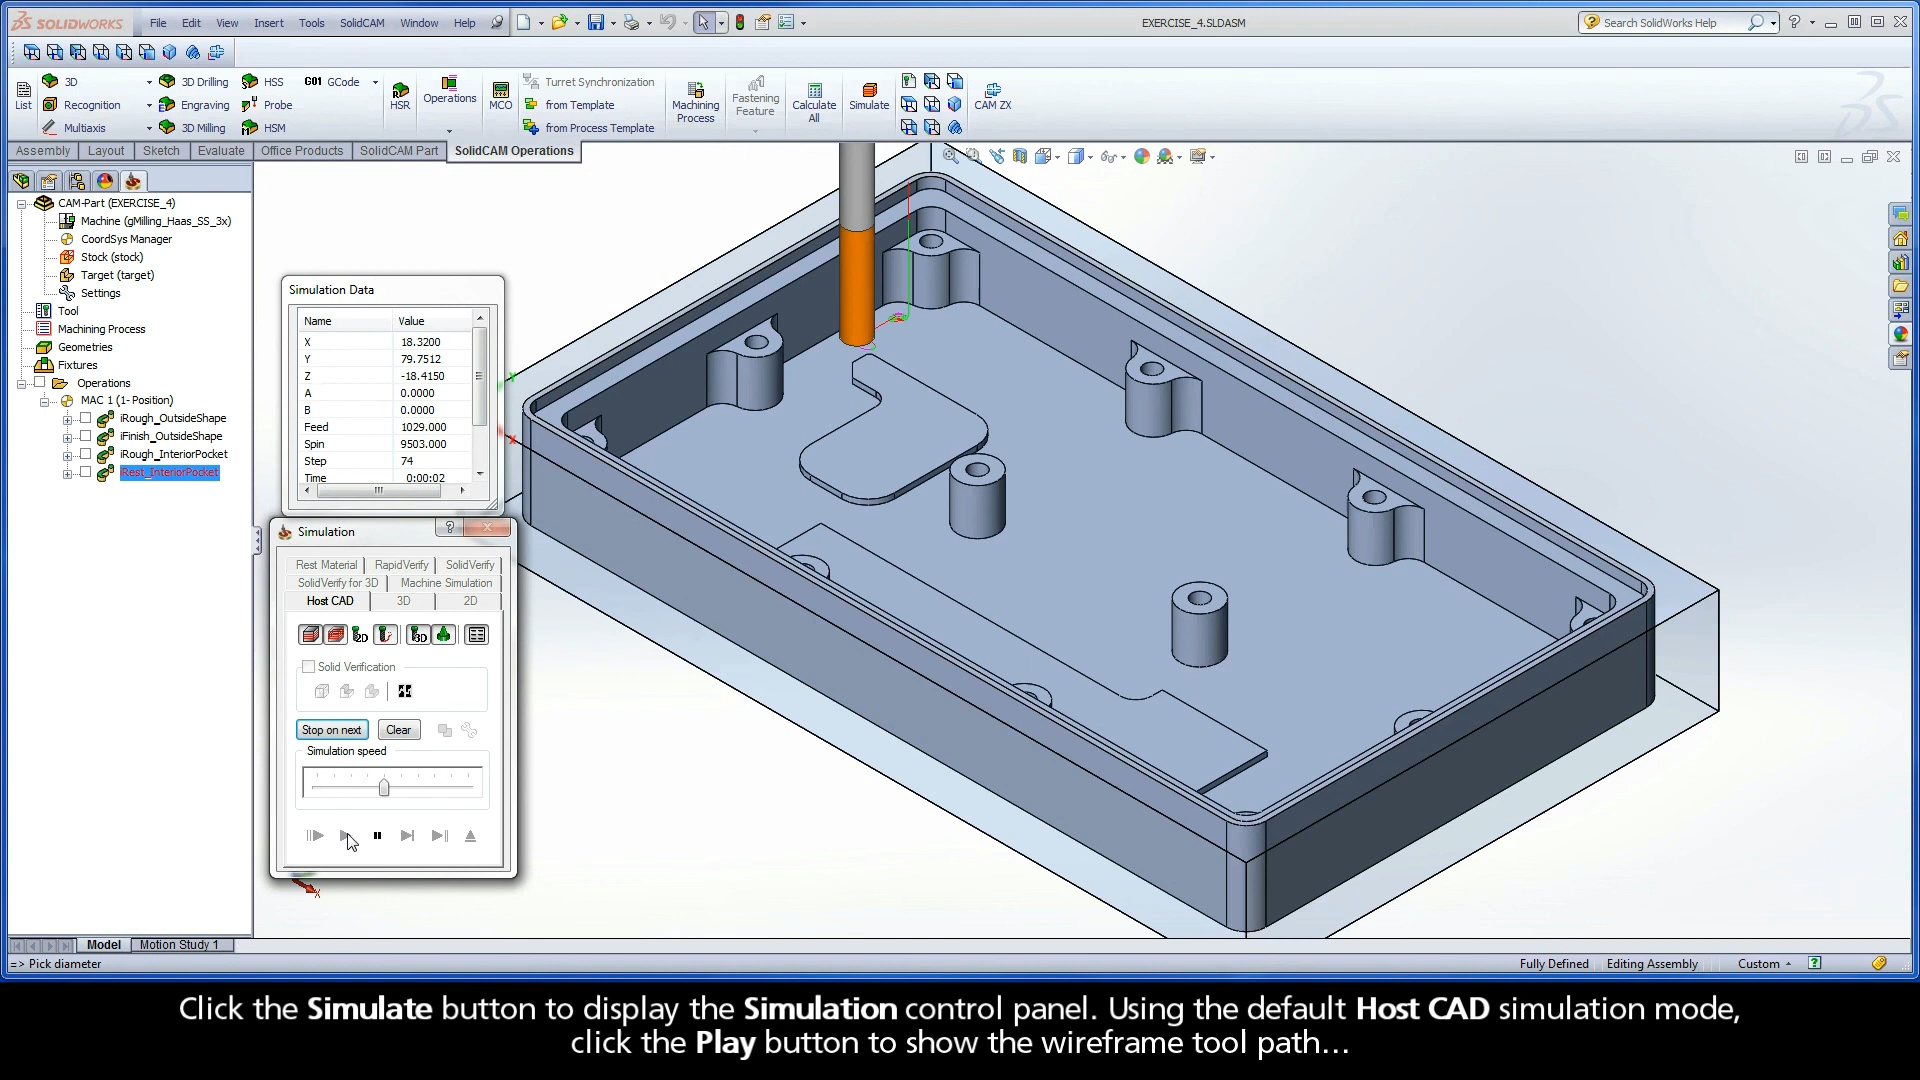 SOLIDWORKS File Edit View Insert Tools SolidCAM Window Help EXERCISE_4.SLDASM Search SolidWorks Help
List 3D 3D Drilling HSS G01 GCode HSR Operations MCO Turret Synchronization Machining Process Fastening Feature Calculate All Simulate CAM ZX
Recognition Engraving Probe from Template
Multiaxis 3D Milling HSM from Process Template
Assembly Layout Sketch Evaluate Office Products SolidCAM Part SolidCAM Operations
CAM-Part (EXERCISE_4)
Machine (gMilling_Haas_SS_3x)
CoordSys Manager
Stock (stock)
Target (target)
Settings
Tool
Machining Process
Geometries
Fixtures
Operations
MAC 1 (1- Position)
iRough_OutsideShape
iFinish_OutsideShape
iRough_InteriorPocket
iRest_InteriorPocket
Simulation Data
Name Value
X 18.3200
Y 79.7512
Z -18.4150
A 0.0000
B 0.0000
Feed 1029.000
Spin 9503.000
Step 74
Time 0:00:02
Simulation
Rest Material RapidVerify SolidVerify
SolidVerify for 3D Machine Simulation
Host CAD 3D 2D
2D 3D
Solid Verification
Stop on next Clear
Simulation speed
Y
X
X
Model Motion Study 1
=> Pick diameter Fully Defined Editing Assembly Custom
Click the Simulate button to display the Simulation control panel. Using the default Host CAD simulation mode,
click the Play button to show the wireframe tool path...